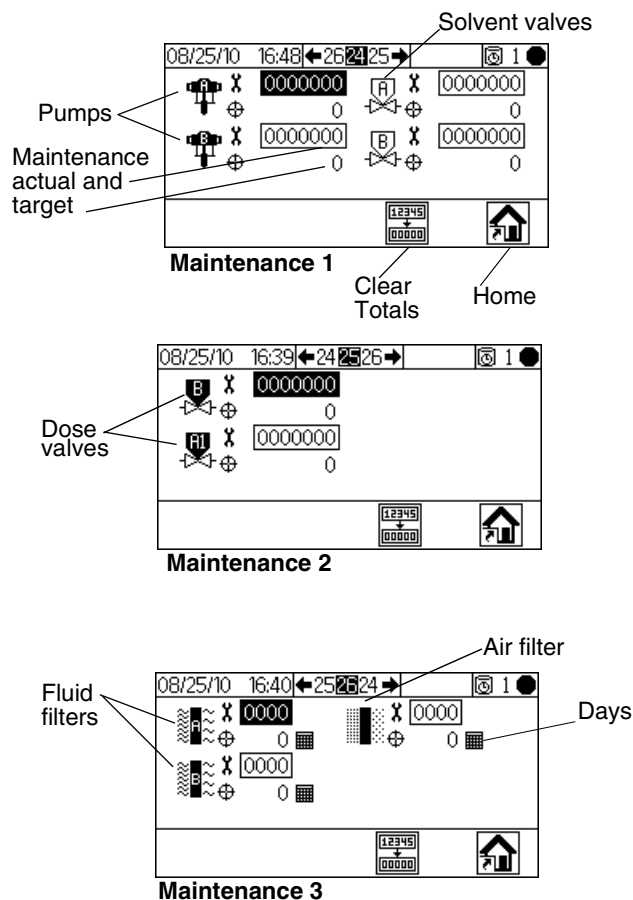 Solvent valves
08/25/10 16:48 26 24 25 1
A 0000000 A 0000000
0 0
Pumps
B 0000000 B 0000000
0 0
Maintenance
actual and
target
12345
00000
Maintenance 1
Clear
Totals
Home
08/25/10 16:39 24 25 26 1
B 0000000
0
Dose
valves
A1 0000000
0
12345
00000
Maintenance 2
Air filter
08/25/10 16:40 25 26 24 1
Fluid
filters
A 0000 0000
0 0
Days
B 0000
0
12345
00000
Maintenance 3